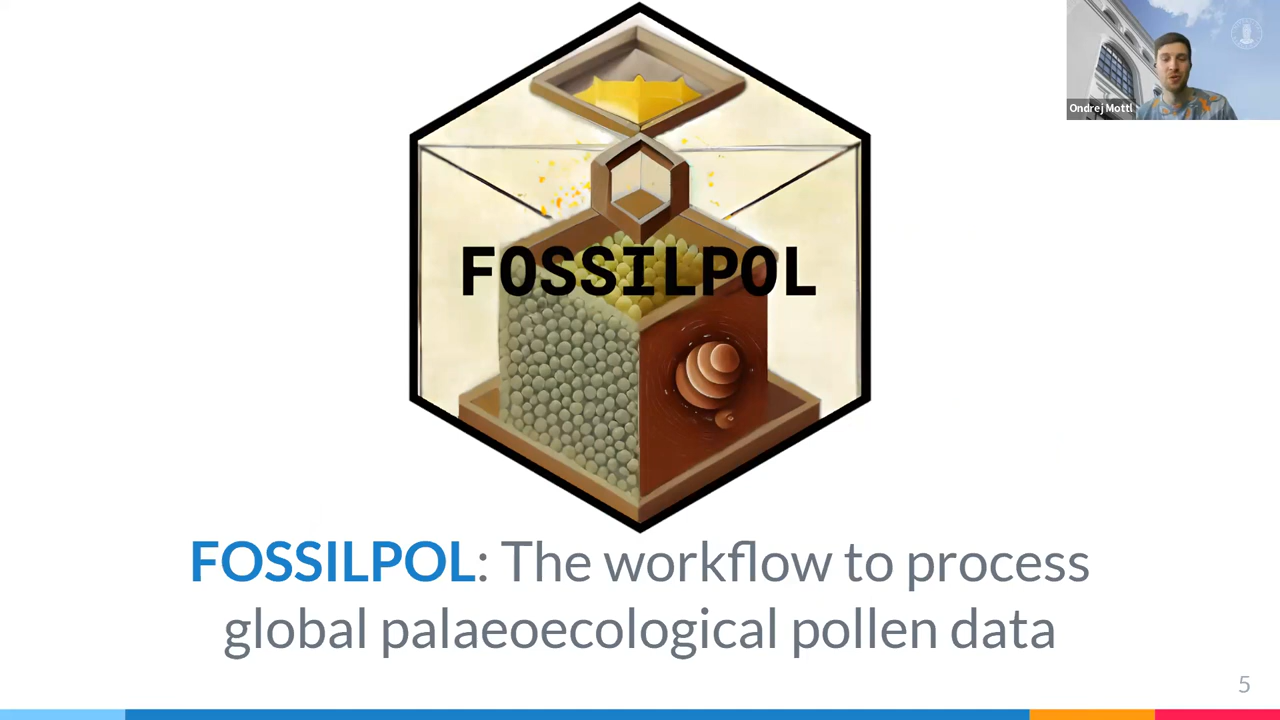 Ondrej Mottl
FOSSILPOL
FOSSILPOL: The workflow to process
global palaeoecological pollen data
5